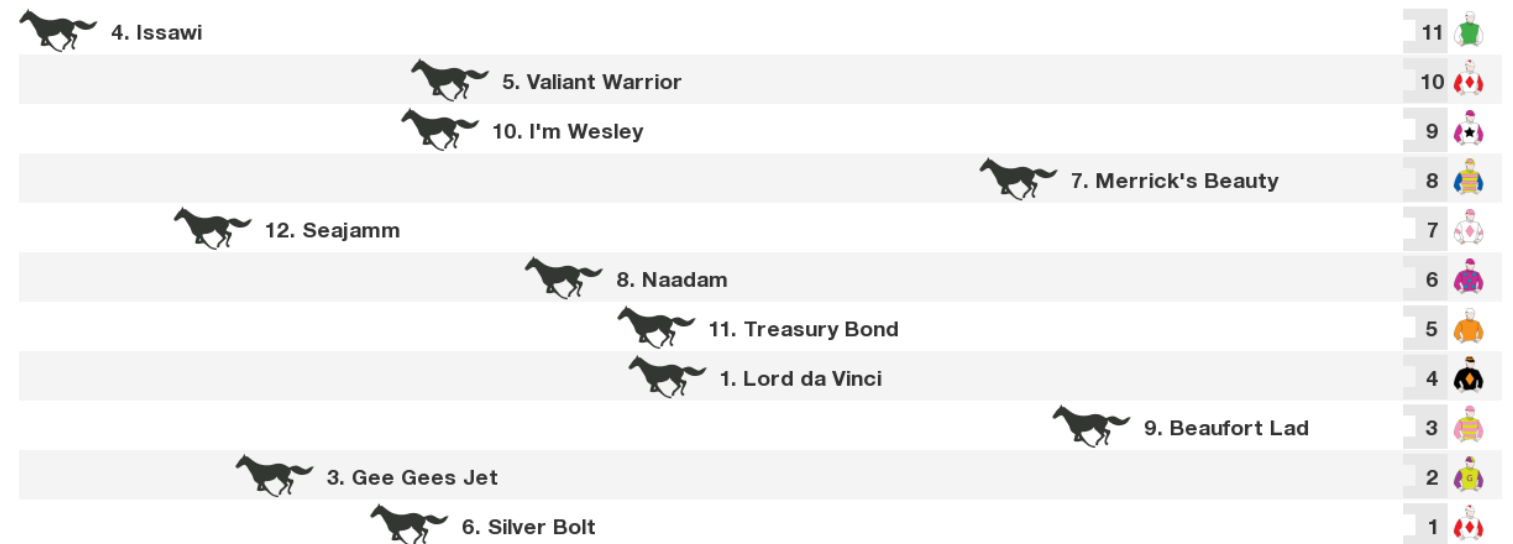 4. Issawi 11
5. Valiant Warrior 10
10. I'm Wesley 9
7. Merrick's Beauty 8
12. Seajamm 7
8. Naadam 6
11. Treasury Bond 5
1. Lord da Vinci 4
9. Beaufort Lad 3
3. Gee Gees Jet 2 G
6. Silver Bolt 1